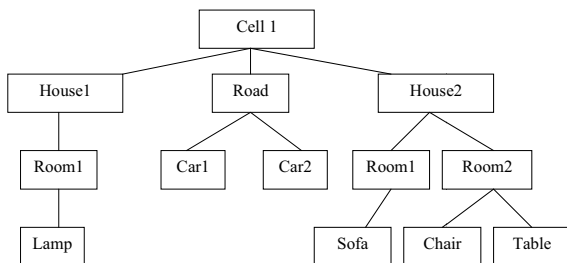 Cell 1
House1 Road House2
Room1 Car1 Car2 Room1 Room2
Lamp Sofa Chair Table